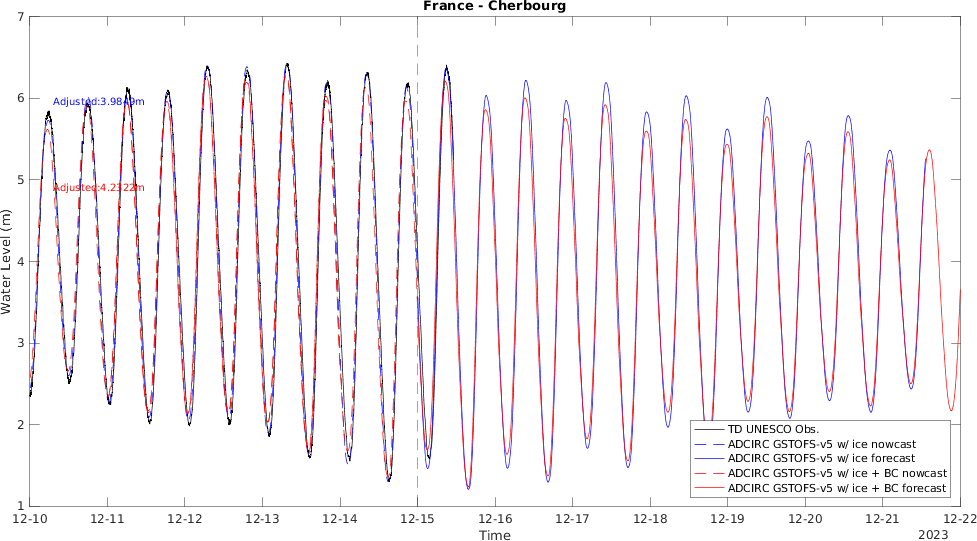 France - Cherbourg
7
6
5
4
3
2
1
Water Level (m)
Adjusted:3.9849m
Adjusted:4.2322m
TD UNESCO Obs.
ADCIRC GSTOFS-v5 w/ ice nowcast
ADCIRC GSTOFS-v5 w/ ice forecast
ADCIRC GSTOFS-v5 w/ ice + BC nowcast
ADCIRC GSTOFS-v5 w/ ice + BC forecast
12-10 12-11 12-12 12-13 12-14 12-15 12-16 12-17 12-18 12-19 12-20 12-21 12-22
Time
2023